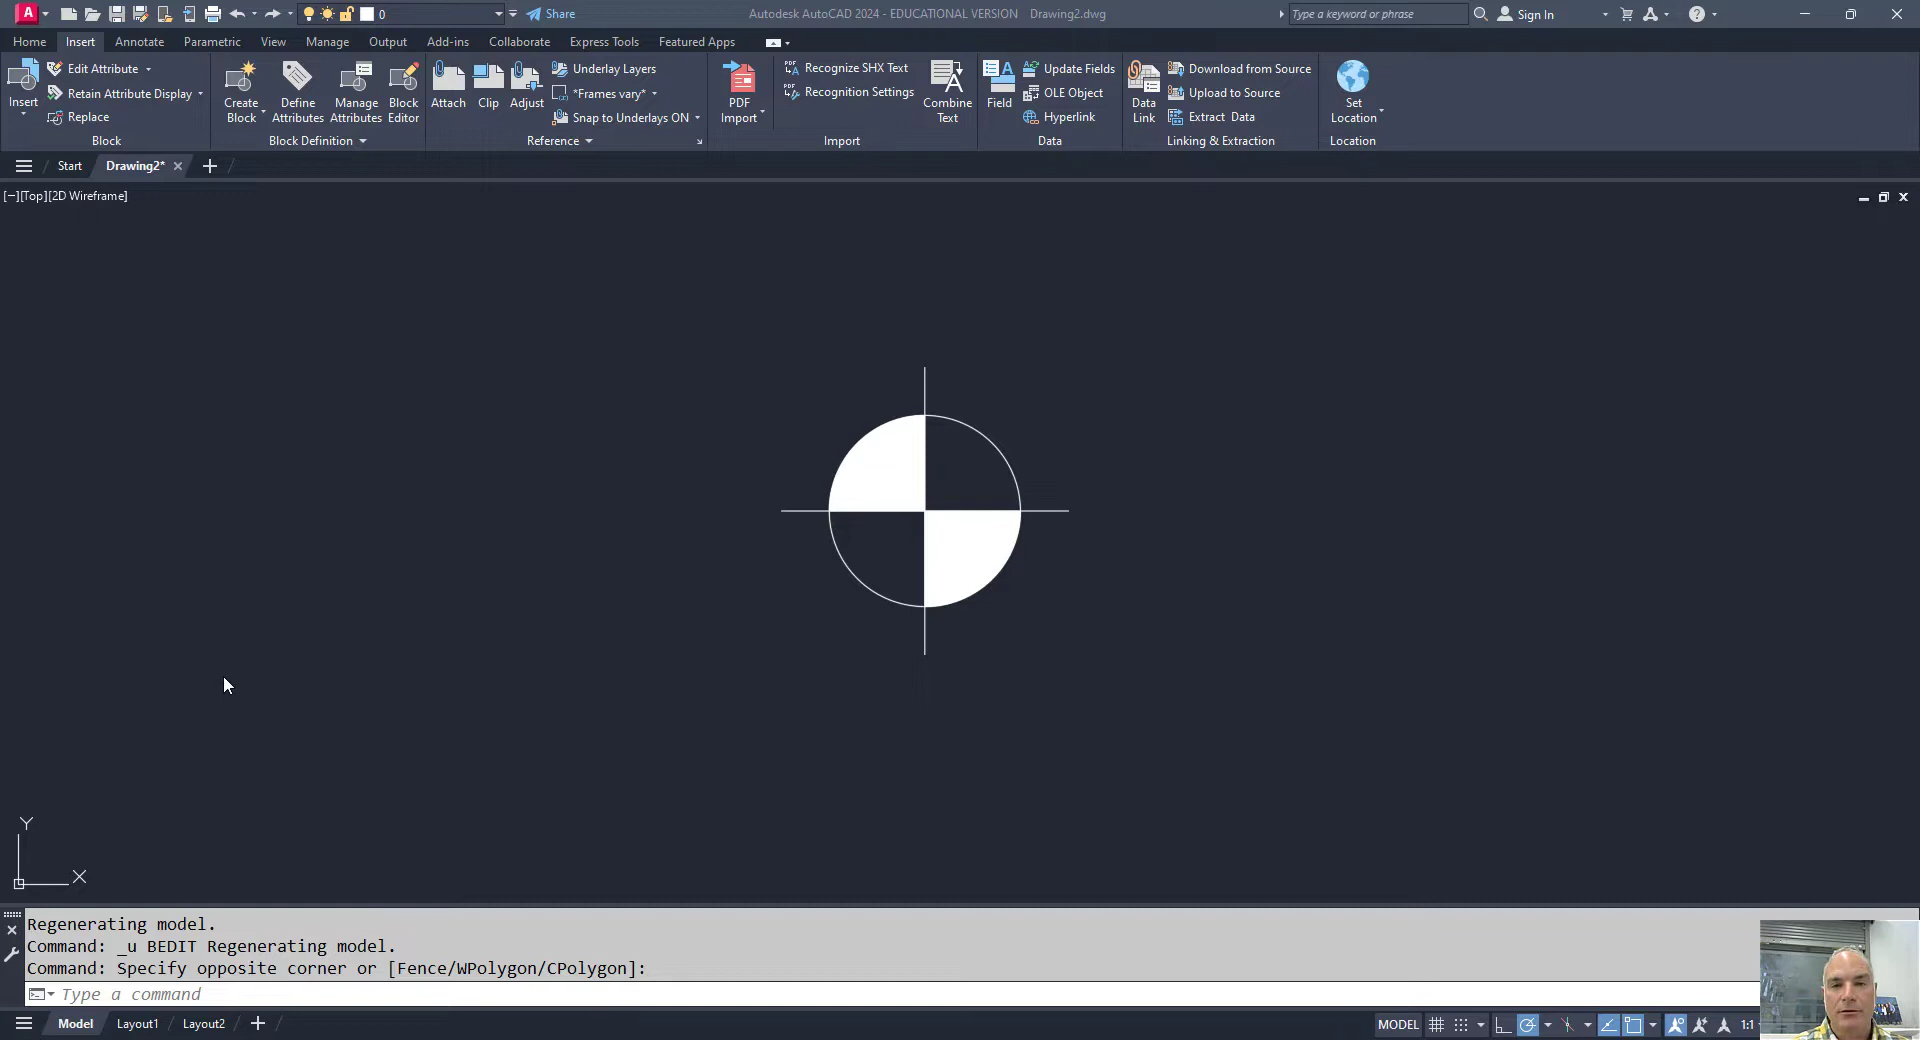 A 0 Share Autodesk AutoCAD 2024 - EDUCATIONAL VERSION Drawing2.dwg Type a keyword or phrase Sign In ?
Home Insert Annotate Parametric View Manage Output Add-ins Collaborate Express Tools Featured Apps
Insert
Edit Attribute
Retain Attribute Display
Replace
Block
Create Block
Define Attributes
Manage Attributes
Block Editor
Block Definition
Attach
Clip
Adjust
Underlay Layers
*Frames vary*
Snap to Underlays ON
Reference
PDF Import
PDF Recognize SHX Text
PDF Recognition Settings
Combine Text
Import
Field
Update Fields
OLE Object
Hyperlink
Data
Data Link
Download from Source
Upload to Source
Extract  Data
Linking & Extraction
Set Location
Location
Start Drawing2*
[−][Top][2D Wireframe]
Y
X
Regenerating model.
Command: _u BEDIT Regenerating model.
Command: Specify opposite corner or [Fence/WPolygon/CPolygon]:
Type a command
Model Layout1 Layout2 MODEL 1:1